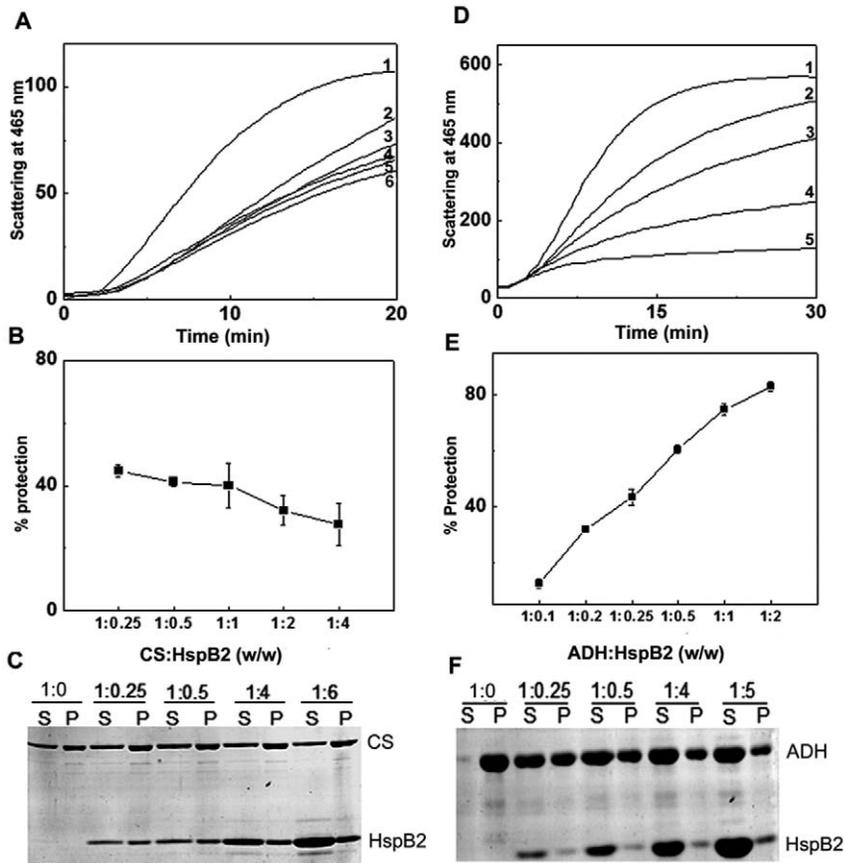 A
Scattering at 465 nm
100
50
0
0 10 20
Time (min)
1
2
3
4
5
6
B
% protection
80
40
0
1:0.25 1:0.5 1:1 1:2 1:4
CS:HspB2 (w/w)
C
1:0 1:0.25 1:0.5 1:4 1:6
S P S P S P S P S P
CS
HspB2
D
Scattering at 465 nm
600
400
200
0
0 15 30
Time (min)
1
2
3
4
5
E
% Protection
80
40
1:0.1 1:0.2 1:0.25 1:0.5 1:1 1:2
ADH:HspB2 (w/w)
F
1:0 1:0.25 1:0.5 1:4 1:5
S P S P S P S P S P
ADH
HspB2